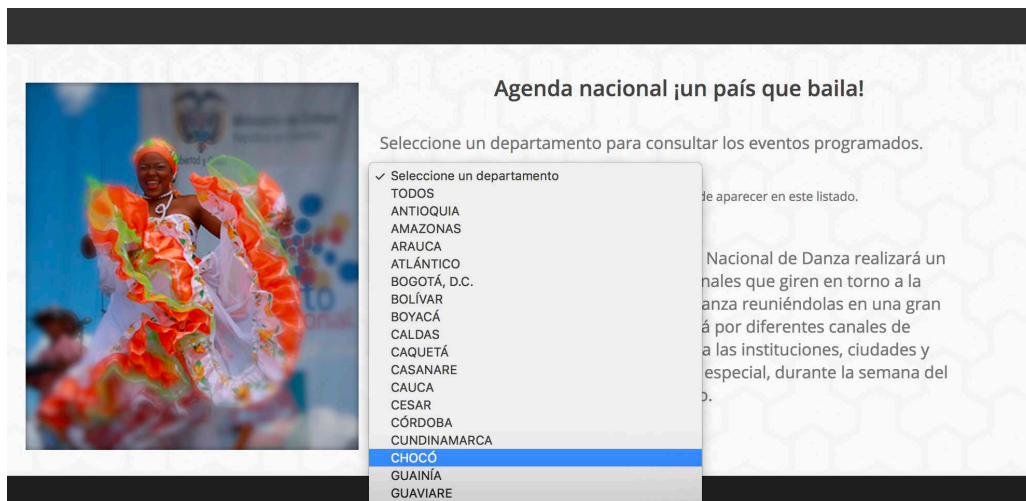 Agenda nacional ¡un país que baila!
Seleccione un departamento para consultar los eventos programados.
✓ Seleccione un departamento
TODOS
ANTIOQUIA
AMAZONAS
ARAUCA
ATLÁNTICO
BOGOTÁ, D.C.
BOLÍVAR
BOYACÁ
CALDAS
CAQUETÁ
CASANARE
CAUCA
CESAR
CÓRDOBA
CUNDINAMARCA
CHOCÓ
GUAINÍA
GUAVIARE
de aparecer en este listado.
Nacional de Danza realizará un
nales que giren en torno a la
anza reuniéndolas en una gran
á por diferentes canales de
a las instituciones, ciudades y
especial, durante la semana del